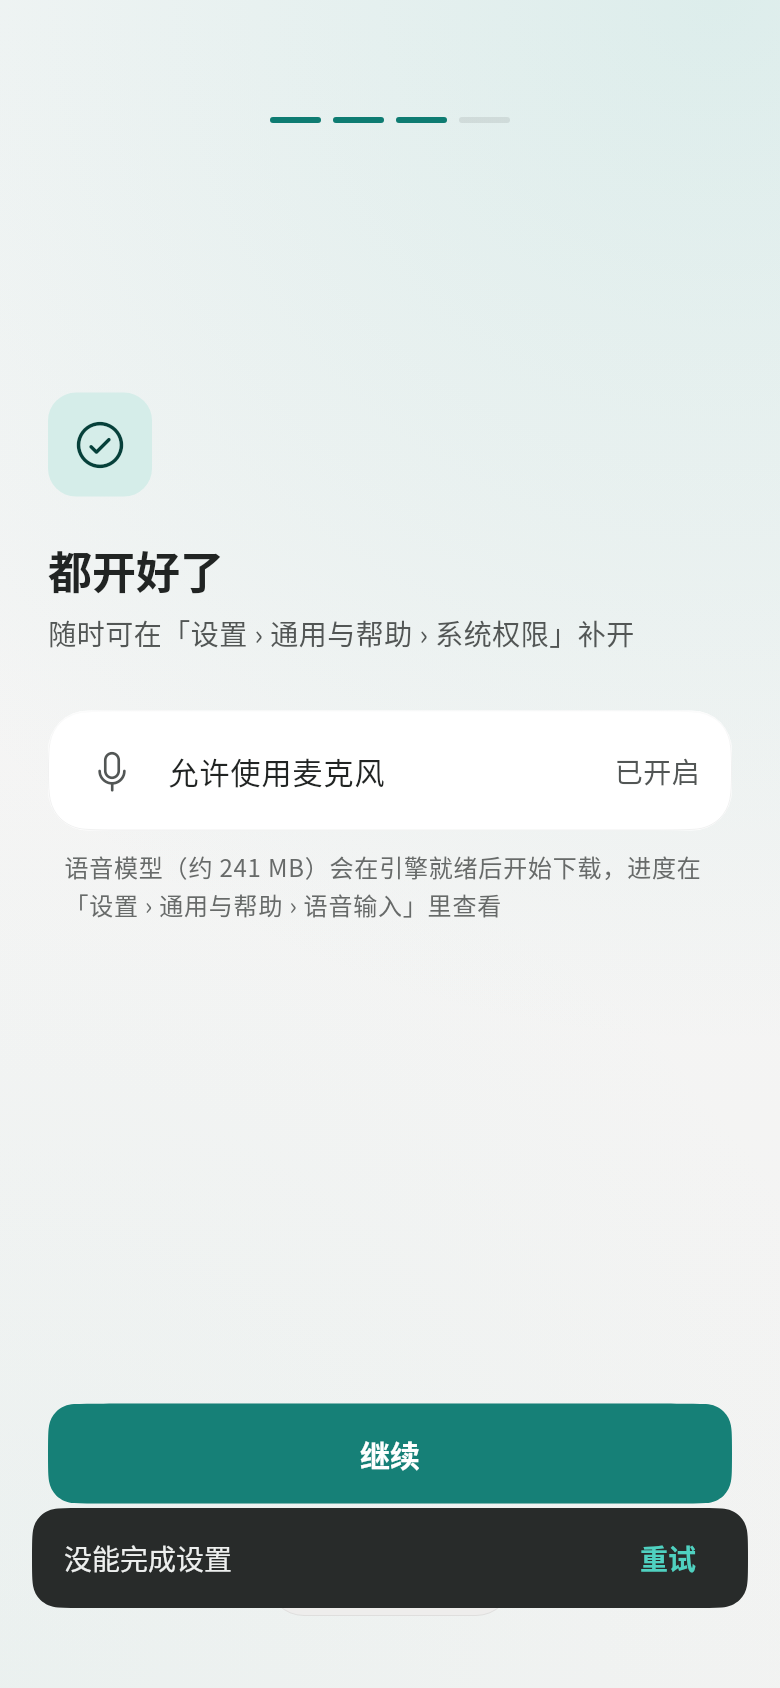 都开好了
随时可在「设置 › 通用与帮助 › 系统权限」补开
允许使用麦克风
已开启
语音模型（约 241 MB）会在引擎就绪后开始下载，进度在
「设置 › 通用与帮助 › 语音输入」里查看
继续
没能完成设置
重试